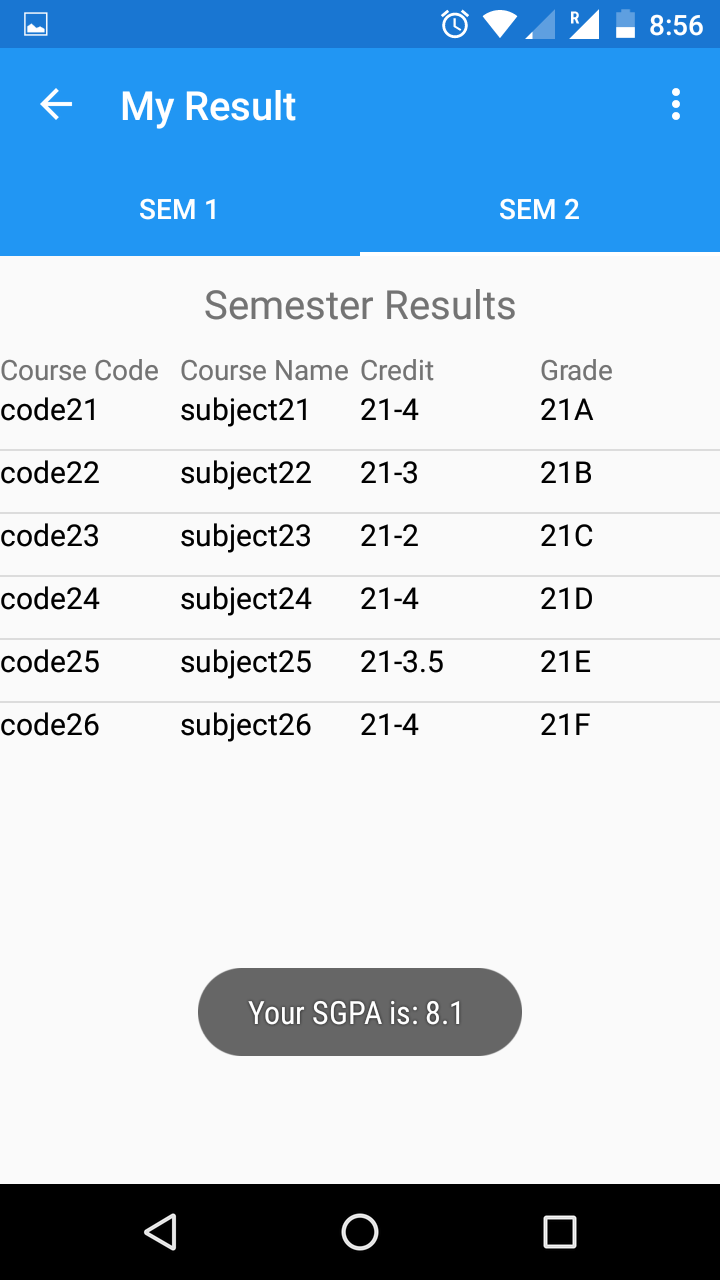 R 8:56
My Result
SEM 1 SEM 2
Semester Results
Course Code Course Name Credit Grade
code21 subject21 21-4 21A
code22 subject22 21-3 21B
code23 subject23 21-2 21C
code24 subject24 21-4 21D
code25 subject25 21-3.5 21E
code26 subject26 21-4 21F
Your SGPA is: 8.1